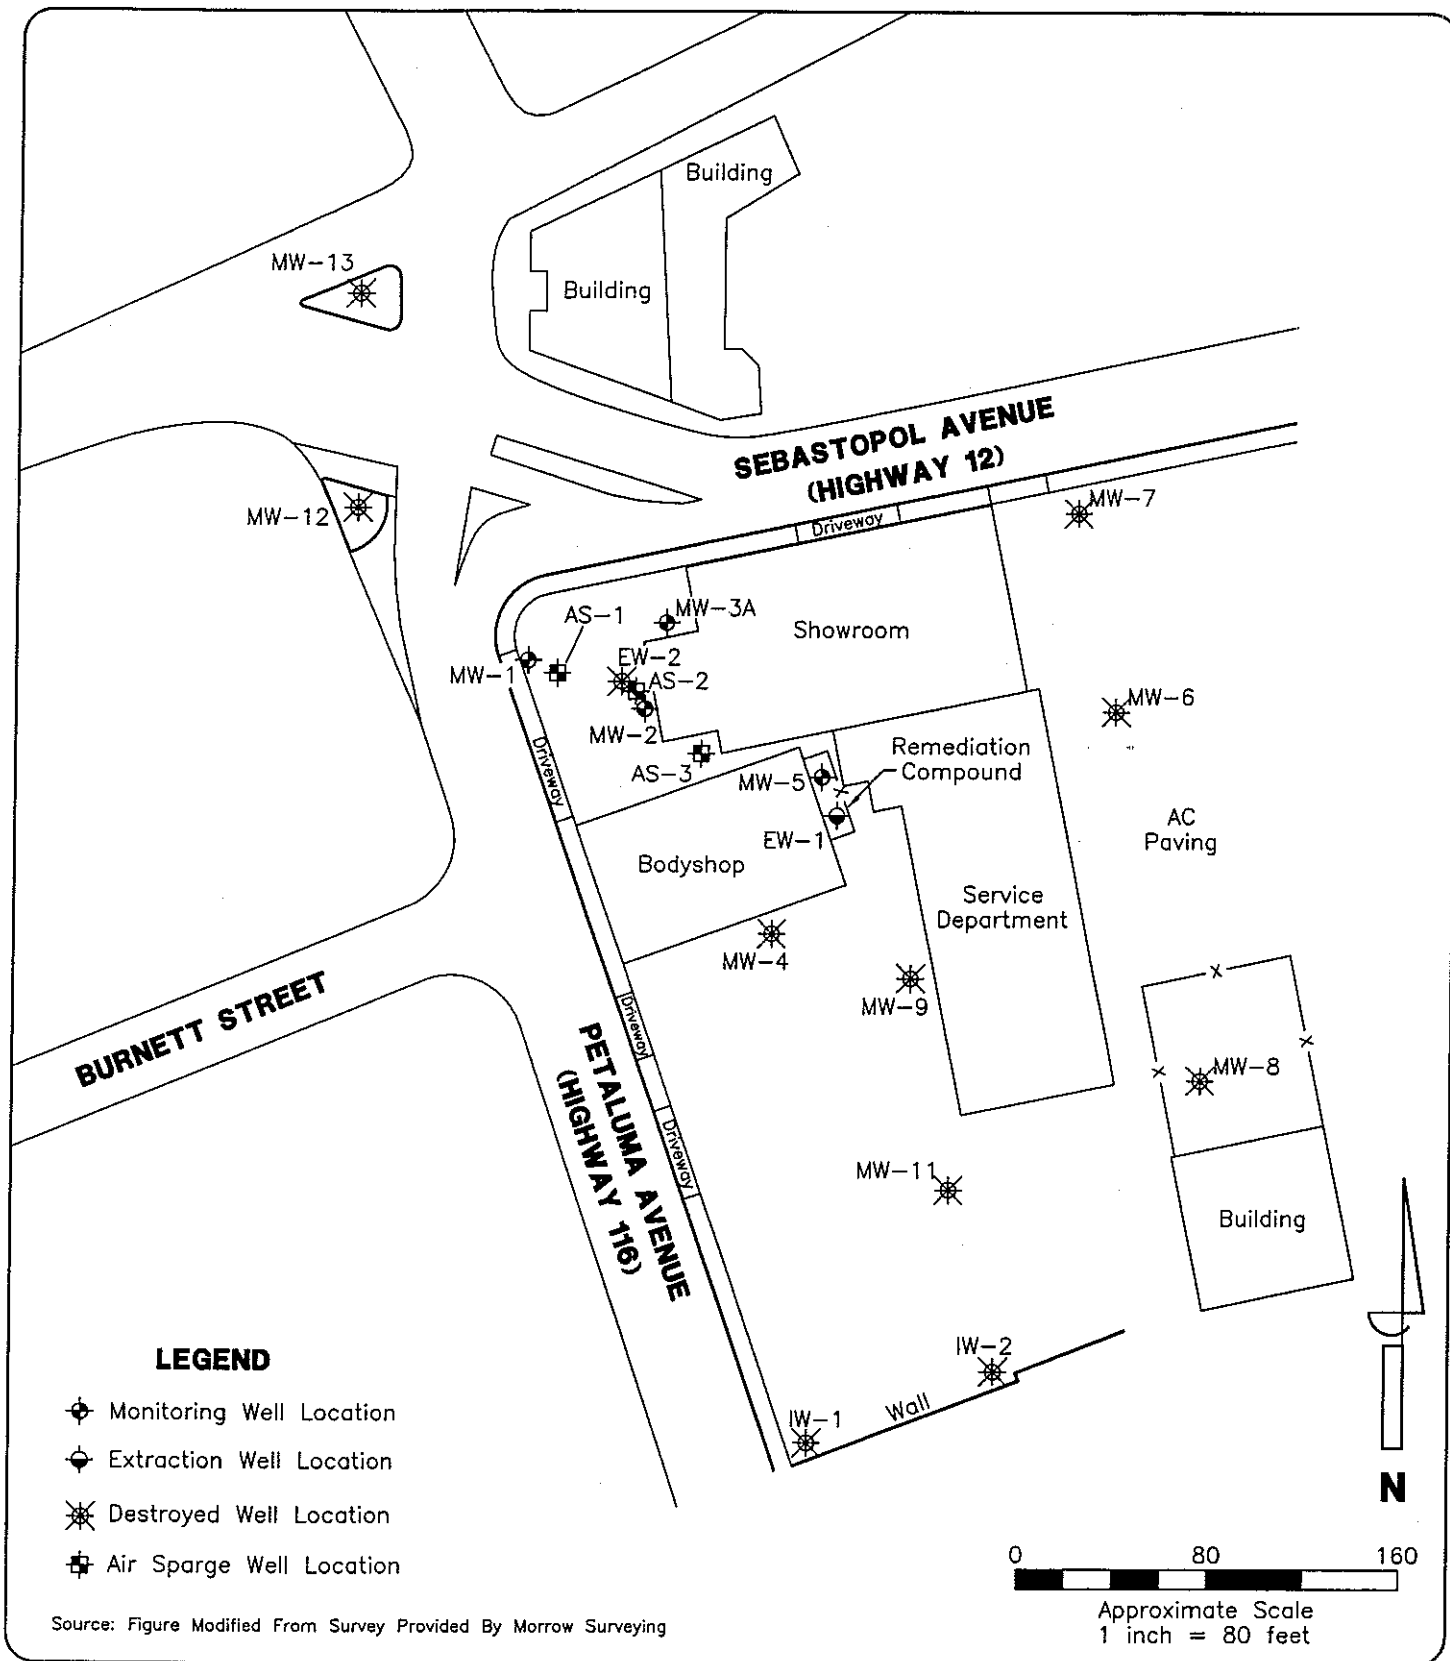 Building
MW-13
Building
SEBASTOPOL AVENUE
(HIGHWAY 12)
MW-7
MW-12
Driveway
AS-1
MW-3A
Showroom
EW-2
MW-1
AS-2
MW-6
MW-2
Driveway
AS-3
Remediation
Compound
MW-5
EW-1
AC
Paving
Bodyshop
Service
Department
MW-4
MW-9
BURNETT STREET
Driveway
PETALUMA AVENUE
(HIGHWAY 116)
MW-8
Driveway
MW-11
Building
IW-2
Wall
IW-1
LEGEND
Monitoring Well Location
Extraction Well Location
Destroyed Well Location
Air Sparge Well Location
N
0 80 160
Approximate Scale
1 inch = 80 feet
Source: Figure Modified From Survey Provided By Morrow Surveying